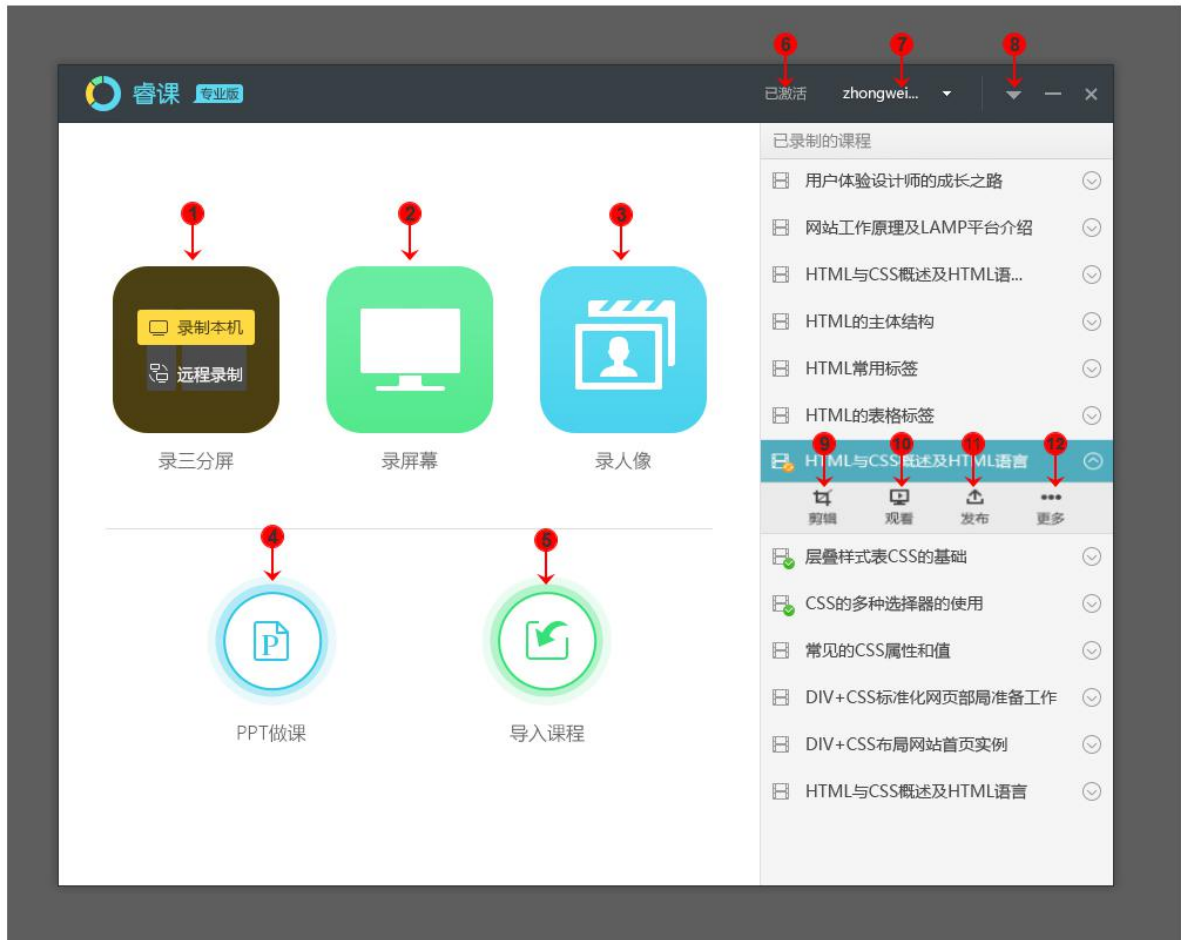 6 7 8
睿课 专业版 已激活 zhongwei...
已录制的课程
用户体验设计师的成长之路
网站工作原理及LAMP平台介绍
HTML与CSS概述及HTML语...
HTML的主体结构
HTML常用标签
HTML的表格标签
HTML与CSS概述及HTML语言
9 10 11 12
剪辑 观看 发布 更多
层叠样式表CSS的基础
CSS的多种选择器的使用
常见的CSS属性和值
DIV+CSS标准化网页部局准备工作
DIV+CSS布局网站首页实例
HTML与CSS概述及HTML语言
1 2 3
录制本机
远程录制
录三分屏 录屏幕 录人像
4 5
P
PPT做课 导入课程